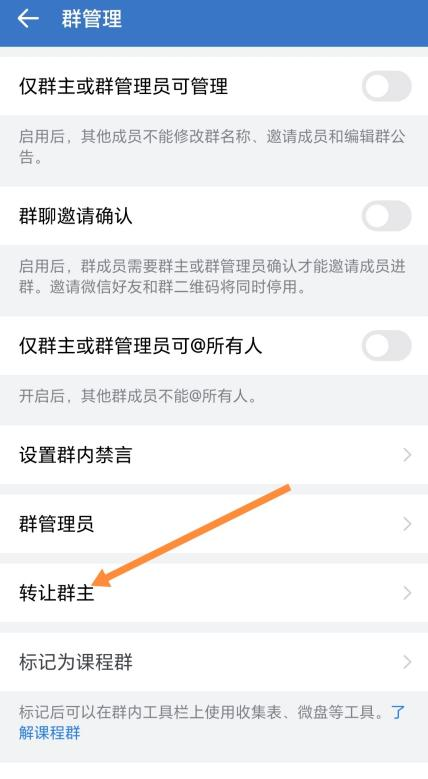 群管理
仅群主或群管理员可管理
启用后，其他成员不能修改群名称、邀请成员和编辑群公
告。
群聊邀请确认
启用后，群成员需要群主或群管理员确认才能邀请成员进
群。邀请微信好友和群二维码将同时停用。
仅群主或群管理员可@所有人
开启后，其他群成员不能@所有人。
设置群内禁言
群管理员
转让群主
标记为课程群
标记后可以在群内工具栏上使用收集表、微盘等工具。了
解课程群